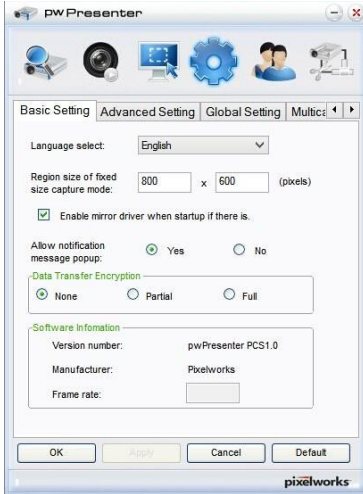 pwPresenter
Basic Setting Advanced Setting Global Setting Multica
Language select: English
Region size of fixed size capture mode: 800 x 600 (pixels)
Enable mirror driver when startup if there is.
Allow notification message popup: Yes No
Data Transfer Encryption
None Partial Full
Software Infomation
Version number: pwPresenter PCS1.0
Manufacturer: Pixelworks
Frame rate:
OK Apply Cancel Default
pixelworks